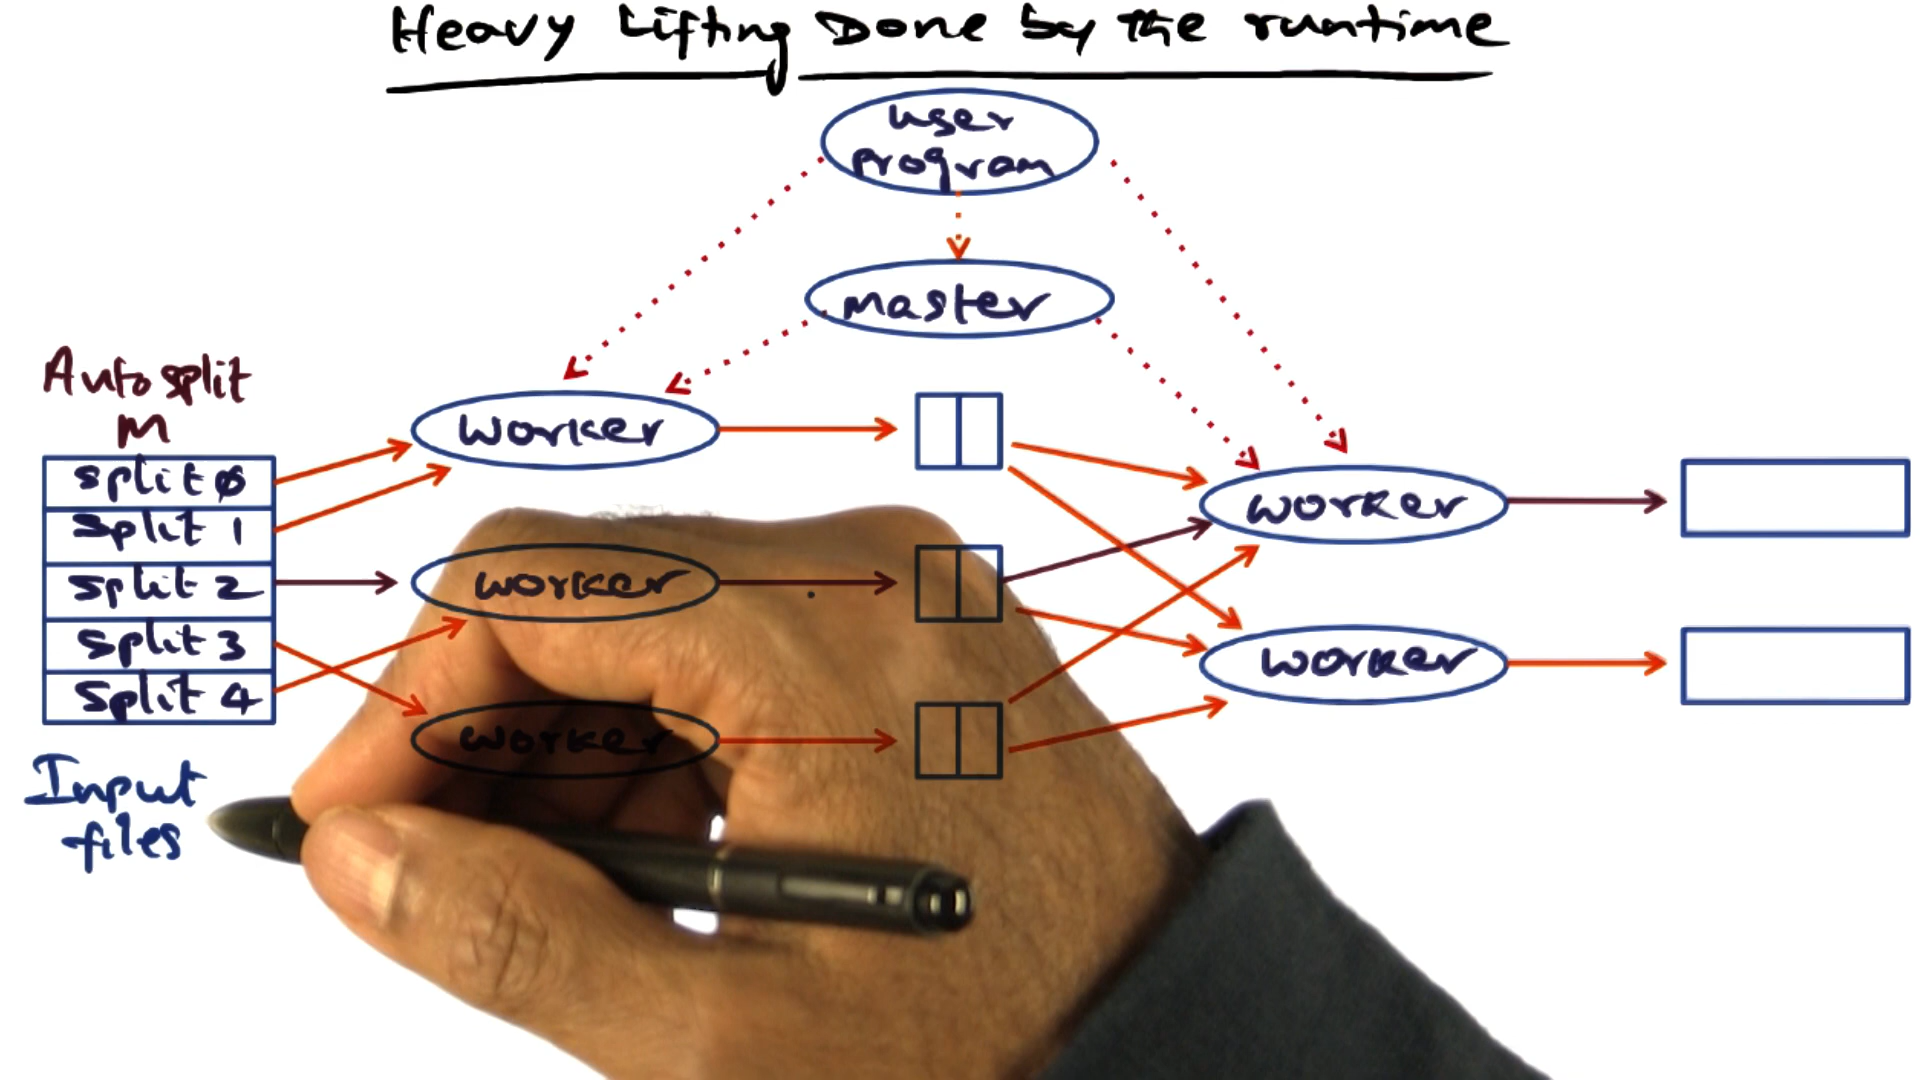 Heavy Lifting Done by the runtime
user
program
master
Auto split
M
split 0
split 1
split 2
split 3
split 4
worker
worker
worker
worker
worker
Input
files